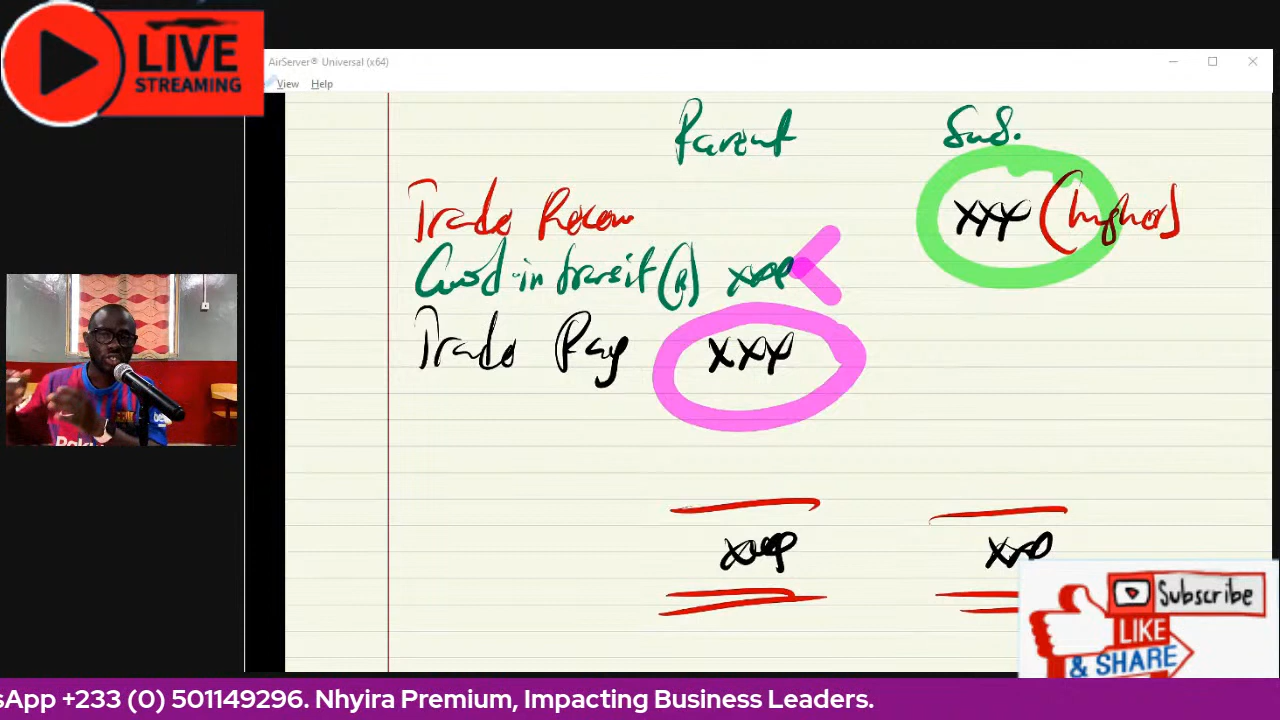 LIVE
STREAMING
AirServer® Universal (x64)
View Help
Parent Sub.
Trade Receiv xxx (higher)
Good-in transit (R) xxx
Trade Pay xxx
xxx xxx
Subscribe
LIKE
& SHARE
sApp +233 (0) 501149296. Nhyira Premium, Impacting Business Leaders.